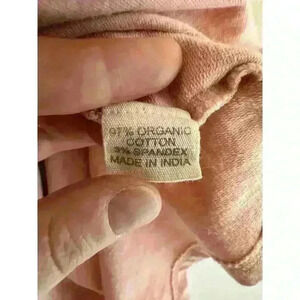 97% ORGANIC
COTTON
3% SPANDEX
MADE IN INDIA